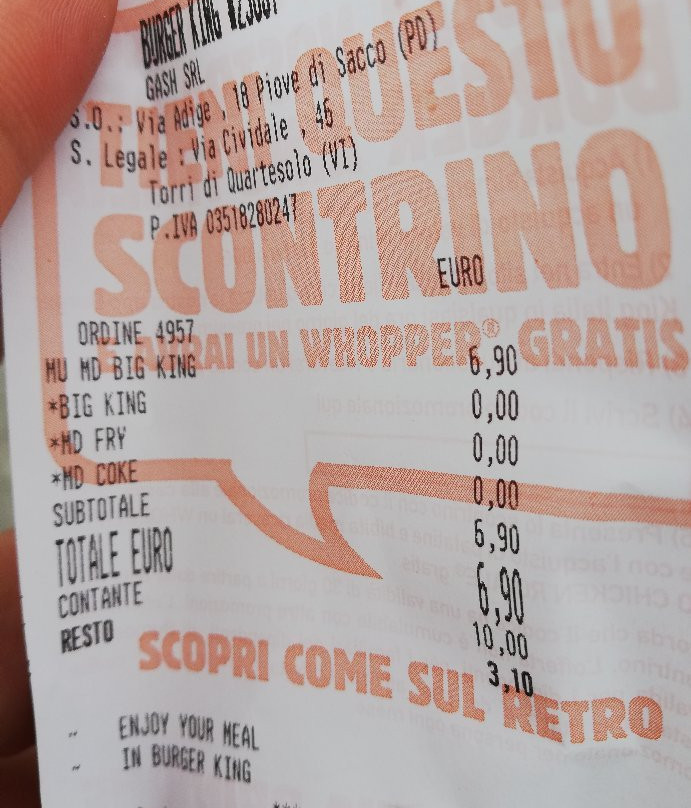 BURGER KING
GASH SRL
S.O.: Via Adige , 18 Piove di Sacco (PD)
S. Legale : Via Cividale , 46
Torri di Quartesolo (VI)
P.IVA 03518280247
TIENI QUESTO
SCONTRINO
EURO
ORDINE 4957
WHOPPER® GRATIS
MU MD BIG KING 6,90
*BIG KING 0,00
*MD FRY 0,00
*MD COKE 0,00
SUBTOTALE 6,90
TOTALE EURO 6,90
CONTANTE 10,00
RESTO 3,10
SCOPRI COME SUL RETRO
ENJOY YOUR MEAL
IN BURGER KING